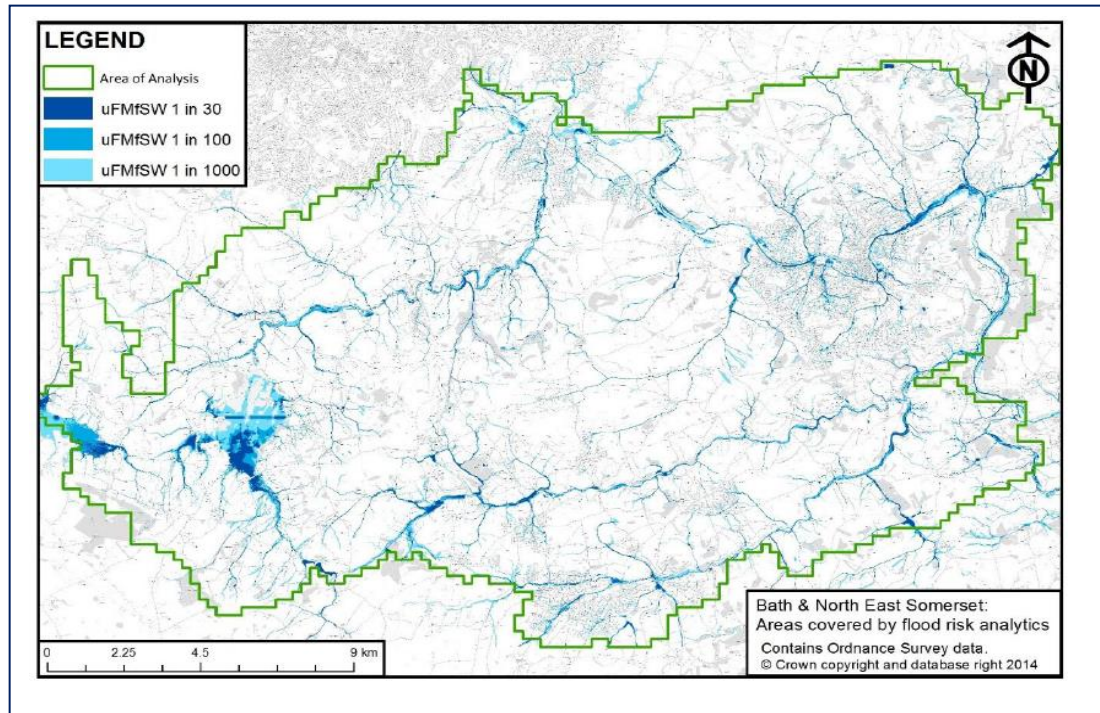 LEGEND
Area of Analysis
uFMfSW 1 in 30
uFMfSW 1 in 100
uFMfSW 1 in 1000
N
0 2.25 4.5 9 km
Bath & North East Somerset:
Areas covered by flood risk analytics
Contains Ordnance Survey data.
© Crown copyright and database right 2014